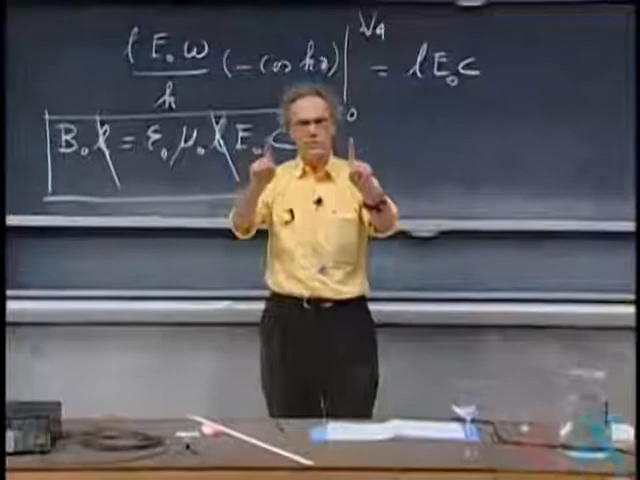 ℓ E₀ ω / k (−cos kz) |₀^λ/4 = ℓ E₀ c
B₀ ℓ = ε₀ μ₀ ℓ E₀ c